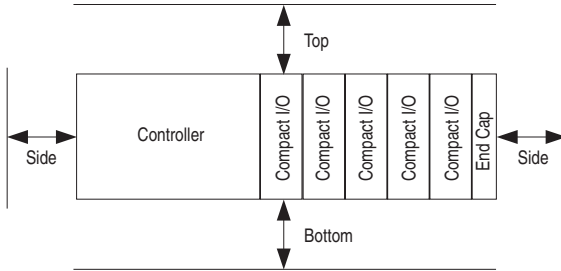 Top
Side
Controller
Compact I/O
Compact I/O
Compact I/O
Compact I/O
Compact I/O
End Cap
Side
Bottom